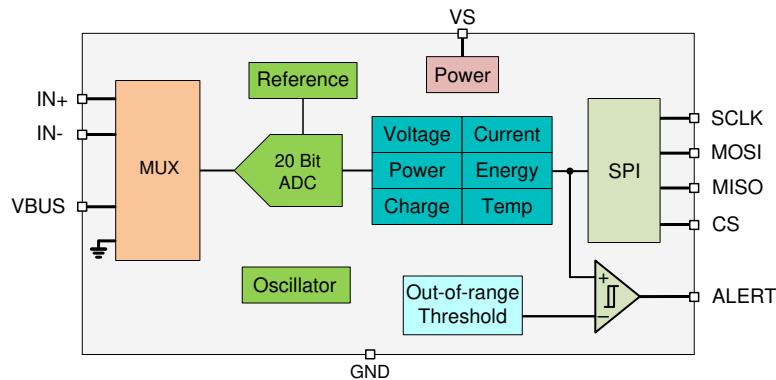 VS
Reference
Power
IN+
IN-
VBUS
MUX
20 Bit
ADC
Voltage
Current
Power
Energy
Charge
Temp
SPI
SCLK
MOSI
MISO
CS
Oscillator
Out-of-range
Threshold
+
−
ALERT
GND